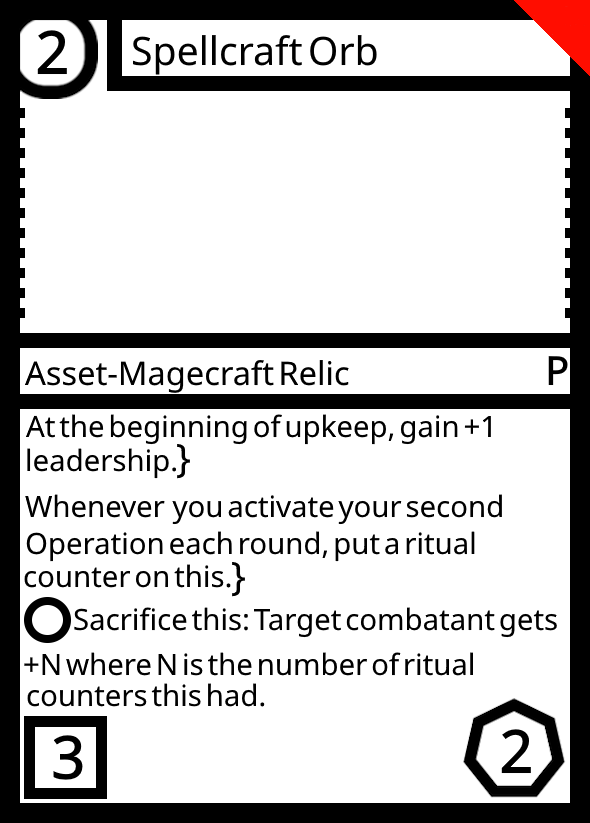 2
Spellcraft Orb
Asset-Magecraft Relic
P
At the beginning of upkeep, gain +1
leadership.}
Whenever you activate your second
Operation each round, put a ritual
counter on this.}
Sacrifice this: Target combatant gets
+N where N is the number of ritual
counters this had.
3
2